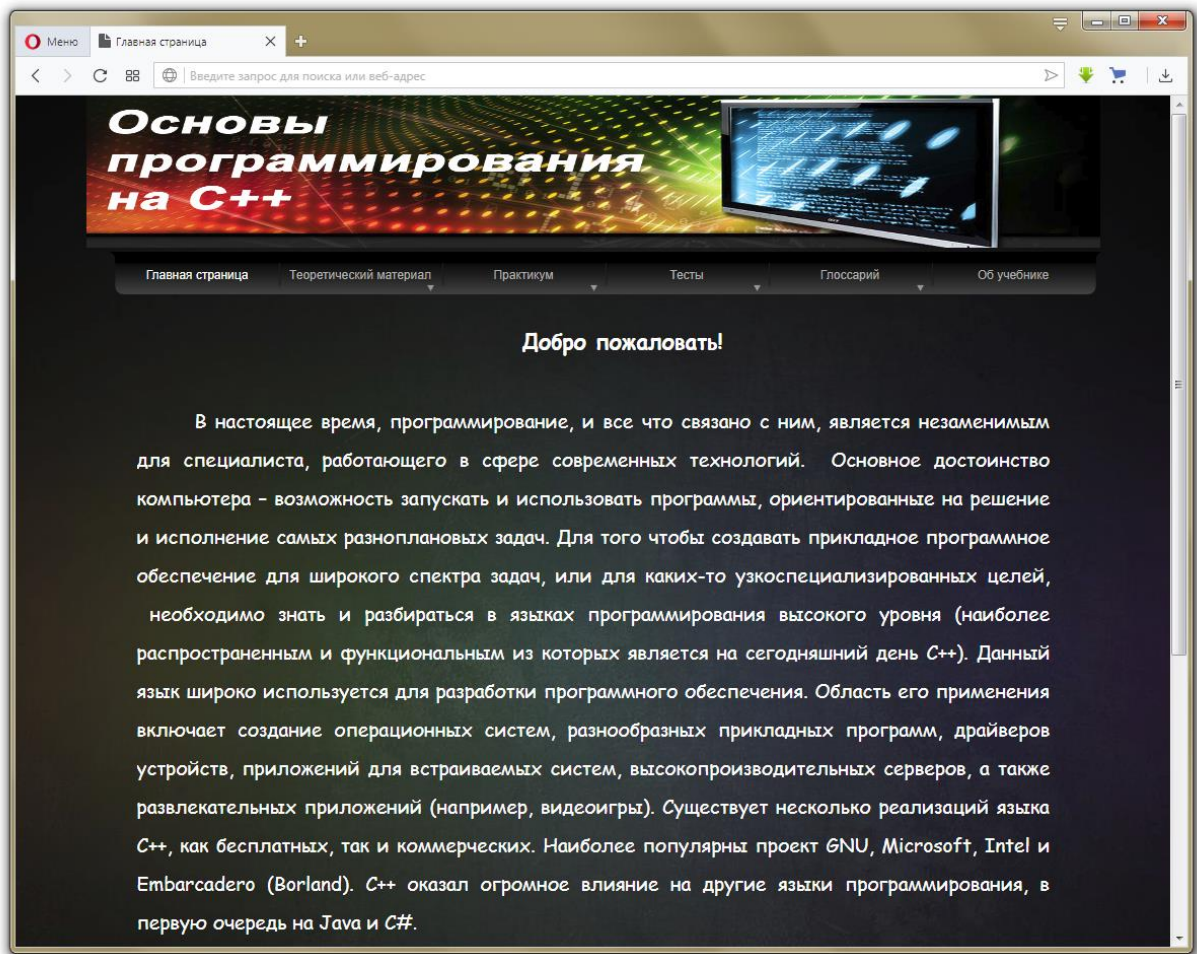 Меню
Главная страница
Введите запрос для поиска или веб-адрес
Основы
программирования
на С++
Главная страница Теоретический материал Практикум Тесты Глоссарий Об учебнике
Добро пожаловать!
В настоящее время, программирование, и все что связано с ним, является незаменимым
для специалиста, работающего в сфере современных технологий. Основное достоинство
компьютера – возможность запускать и использовать программы, ориентированные на решение
и исполнение самых разноплановых задач. Для того чтобы создавать прикладное программное
обеспечение для широкого спектра задач, или для каких-то узкоспециализированных целей,
необходимо знать и разбираться в языках программирования высокого уровня (наиболее
распространенным и функциональным из которых является на сегодняшний день С++). Данный
язык широко используется для разработки программного обеспечения. Область его применения
включает создание операционных систем, разнообразных прикладных программ, драйверов
устройств, приложений для встраиваемых систем, высокопроизводительных серверов, а также
развлекательных приложений (например, видеоигры). Существует несколько реализаций языка
С++, как бесплатных, так и коммерческих. Наиболее популярны проект GNU, Microsoft, Intel и
Embarcadero (Borland). С++ оказал огромное влияние на другие языки программирования, в
первую очередь на Java и C#.